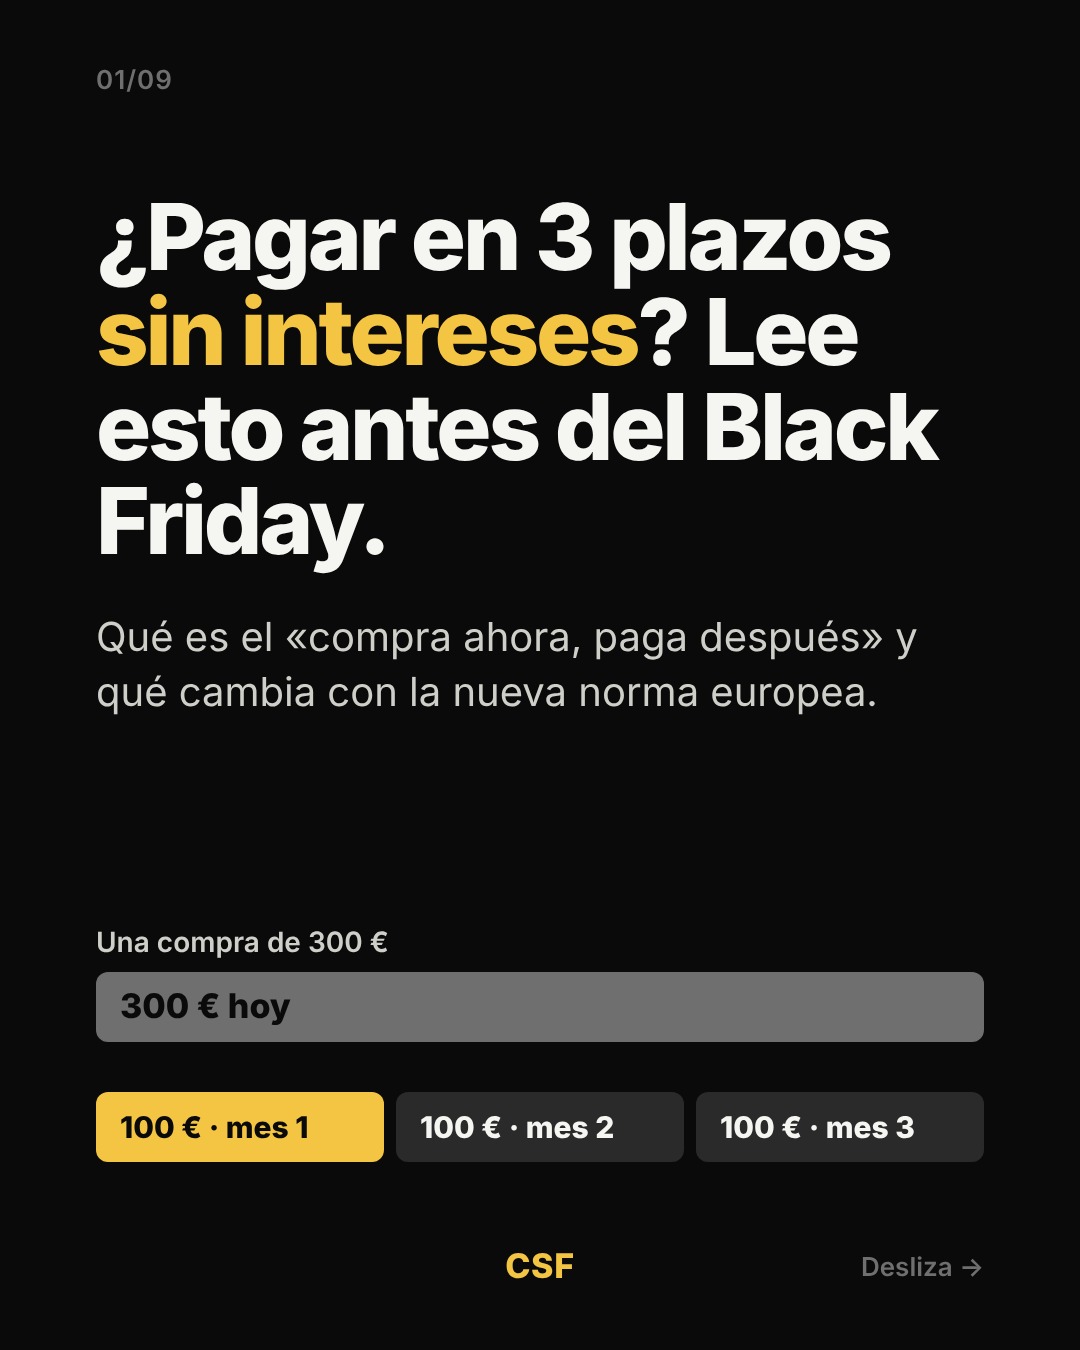 01/09
¿Pagar en 3 plazos
sin intereses? Lee
esto antes del Black
Friday.
Qué es el «compra ahora, paga después» y
qué cambia con la nueva norma europea.
Una compra de 300 €
300 € hoy
100 € · mes 1
100 € · mes 2
100 € · mes 3
CSF
Desliza →